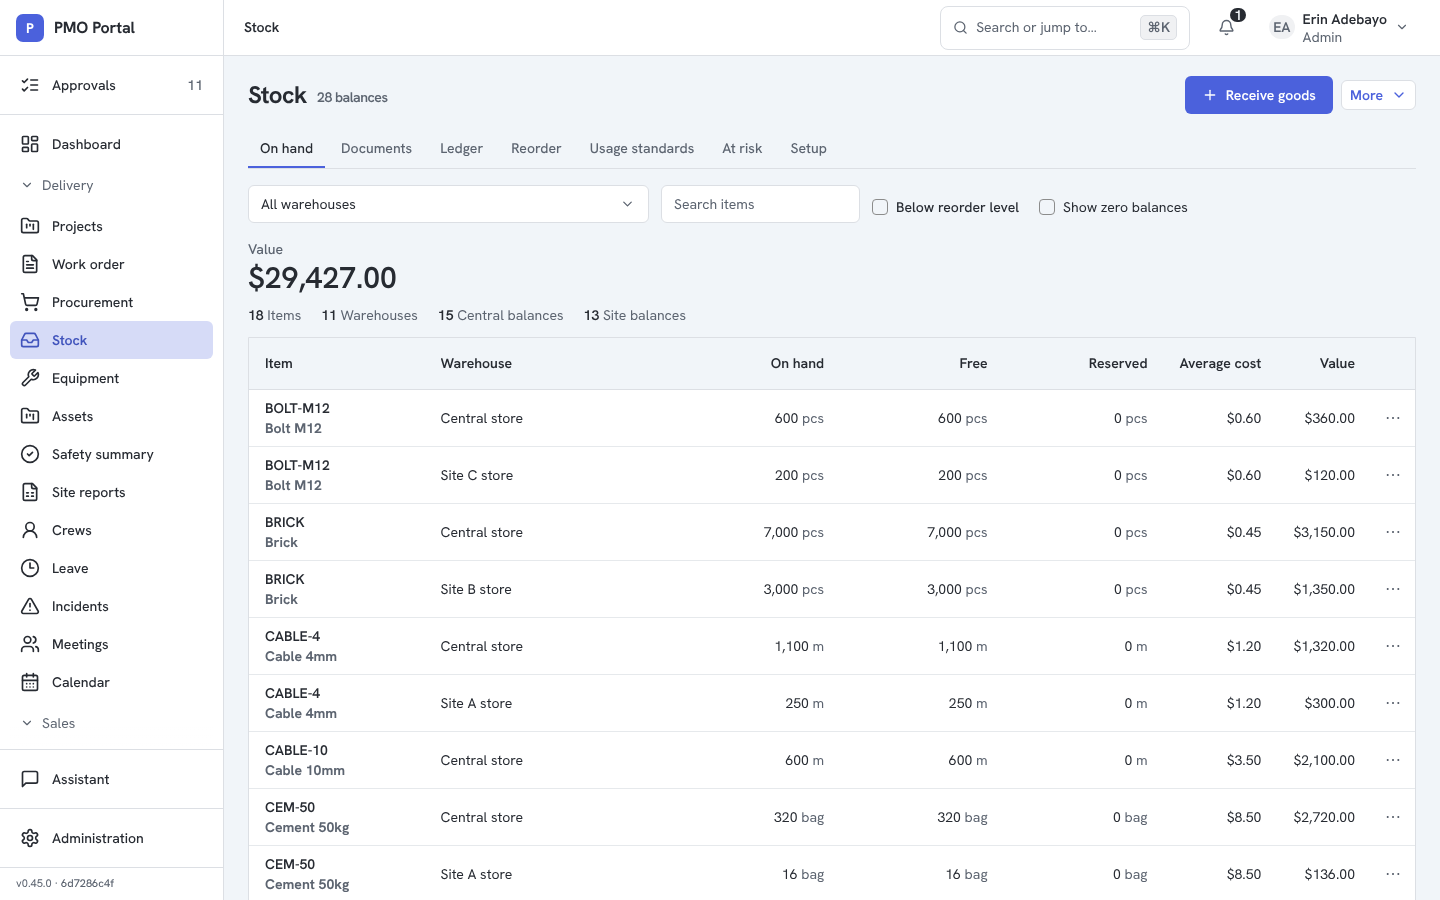 P PMO Portal
Stock
Search or jump to...
⌘K
1
EA
Erin Adebayo
Admin
Approvals 11
Dashboard
Delivery
Projects
Work order
Procurement
Stock
Equipment
Assets
Safety summary
Site reports
Crews
Leave
Incidents
Meetings
Calendar
Sales
Assistant
Administration
v0.45.0 · 6d7286c4f
Stock 28 balances
Receive goods
More
On hand Documents Ledger Reorder Usage standards At risk Setup
All warehouses
Search items
Below reorder level
Show zero balances
Value
$29,427.00
18 Items 11 Warehouses 15 Central balances 13 Site balances
Item Warehouse On hand Free Reserved Average cost Value
BOLT-M12
Bolt M12
Central store 600 pcs 600 pcs 0 pcs $0.60 $360.00 ···
BOLT-M12
Bolt M12
Site C store 200 pcs 200 pcs 0 pcs $0.60 $120.00 ···
BRICK
Brick
Central store 7,000 pcs 7,000 pcs 0 pcs $0.45 $3,150.00 ···
BRICK
Brick
Site B store 3,000 pcs 3,000 pcs 0 pcs $0.45 $1,350.00 ···
CABLE-4
Cable 4mm
Central store 1,100 m 1,100 m 0 m $1.20 $1,320.00 ···
CABLE-4
Cable 4mm
Site A store 250 m 250 m 0 m $1.20 $300.00 ···
CABLE-10
Cable 10mm
Central store 600 m 600 m 0 m $3.50 $2,100.00 ···
CEM-50
Cement 50kg
Central store 320 bag 320 bag 0 bag $8.50 $2,720.00 ···
CEM-50
Cement 50kg
Site A store 16 bag 16 bag 0 bag $8.50 $136.00 ···